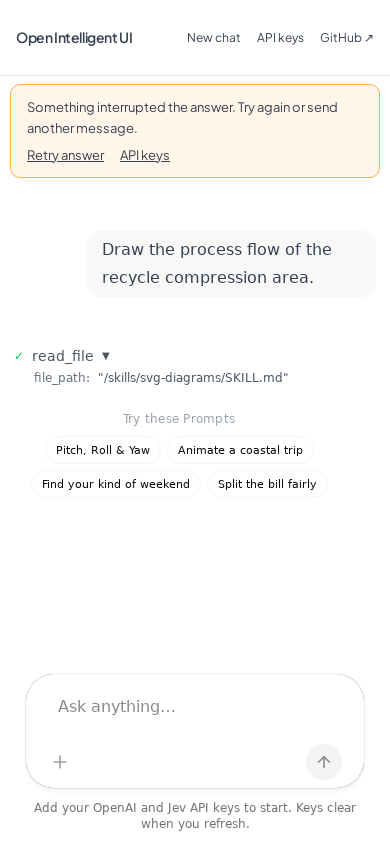 Open Intelligent UI
New chat
API keys
GitHub ↗
Something interrupted the answer. Try again or send
another message.
Retry answer
API keys
Draw the process flow of the
recycle compression area.
✓ read_file ▼
file_path: "/skills/svg-diagrams/SKILL.md"
Try these Prompts
Pitch, Roll & Yaw
Animate a coastal trip
Find your kind of weekend
Split the bill fairly
Ask anything...
Add your OpenAI and Jev API keys to start. Keys clear
when you refresh.